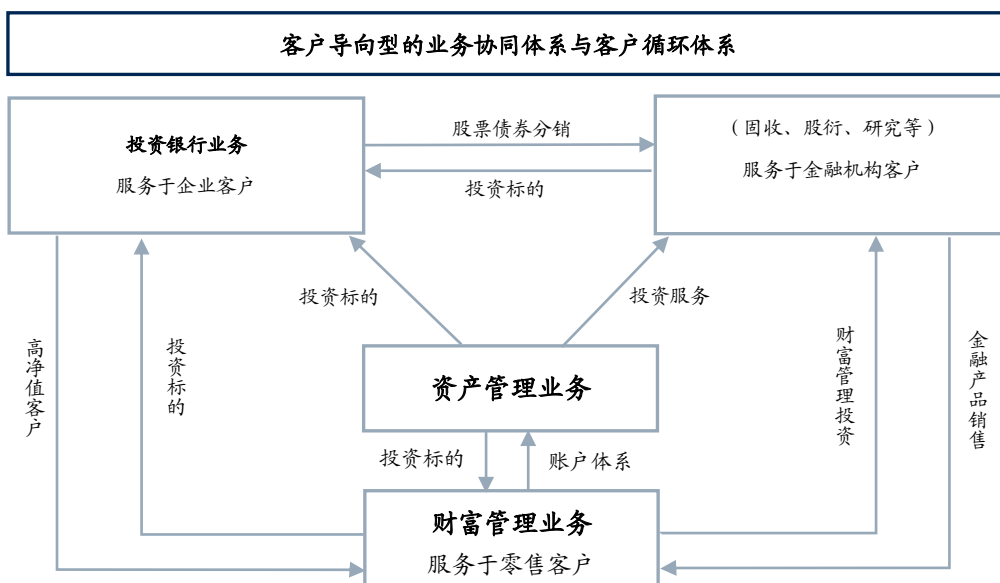 客户导向型的业务协同体系与客户循环体系
投资银行业务
服务于企业客户
股票债券分销
投资标的
（固收、股衍、研究等）
服务于金融机构客户
投资标的
投资服务
高净值客户
投资标的
资产管理业务
财富管理投资
金融产品销售
投资标的
账户体系
财富管理业务
服务于零售客户